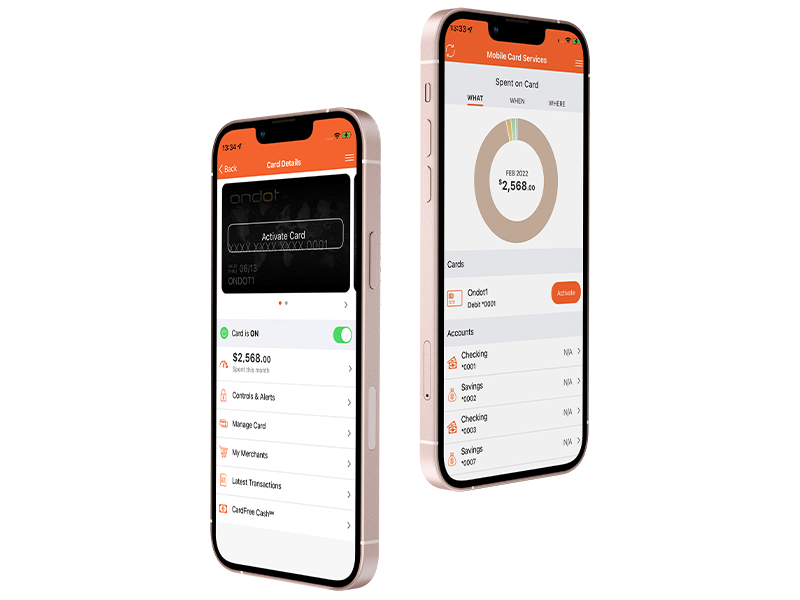 13:34
Back
Card Details
ondot
Activate Card
XXXX XXXX XXXX 0001
VALID THRU 06/13
ONDOT1
Card is ON
$2,568.00
Spent this month
Controls & Alerts
Manage Card
My Merchants
Latest Transactions
CardFree Cash℠
13:33
Mobile Card Services
Spent on Card
WHAT WHEN WHERE
FEB 2022
$2,568.00
Cards
Ondot1
Debit *0001
Activate
Accounts
Checking
*0001
N/A
Savings
*0002
N/A
Checking
*0003
N/A
Savings
*0007
N/A